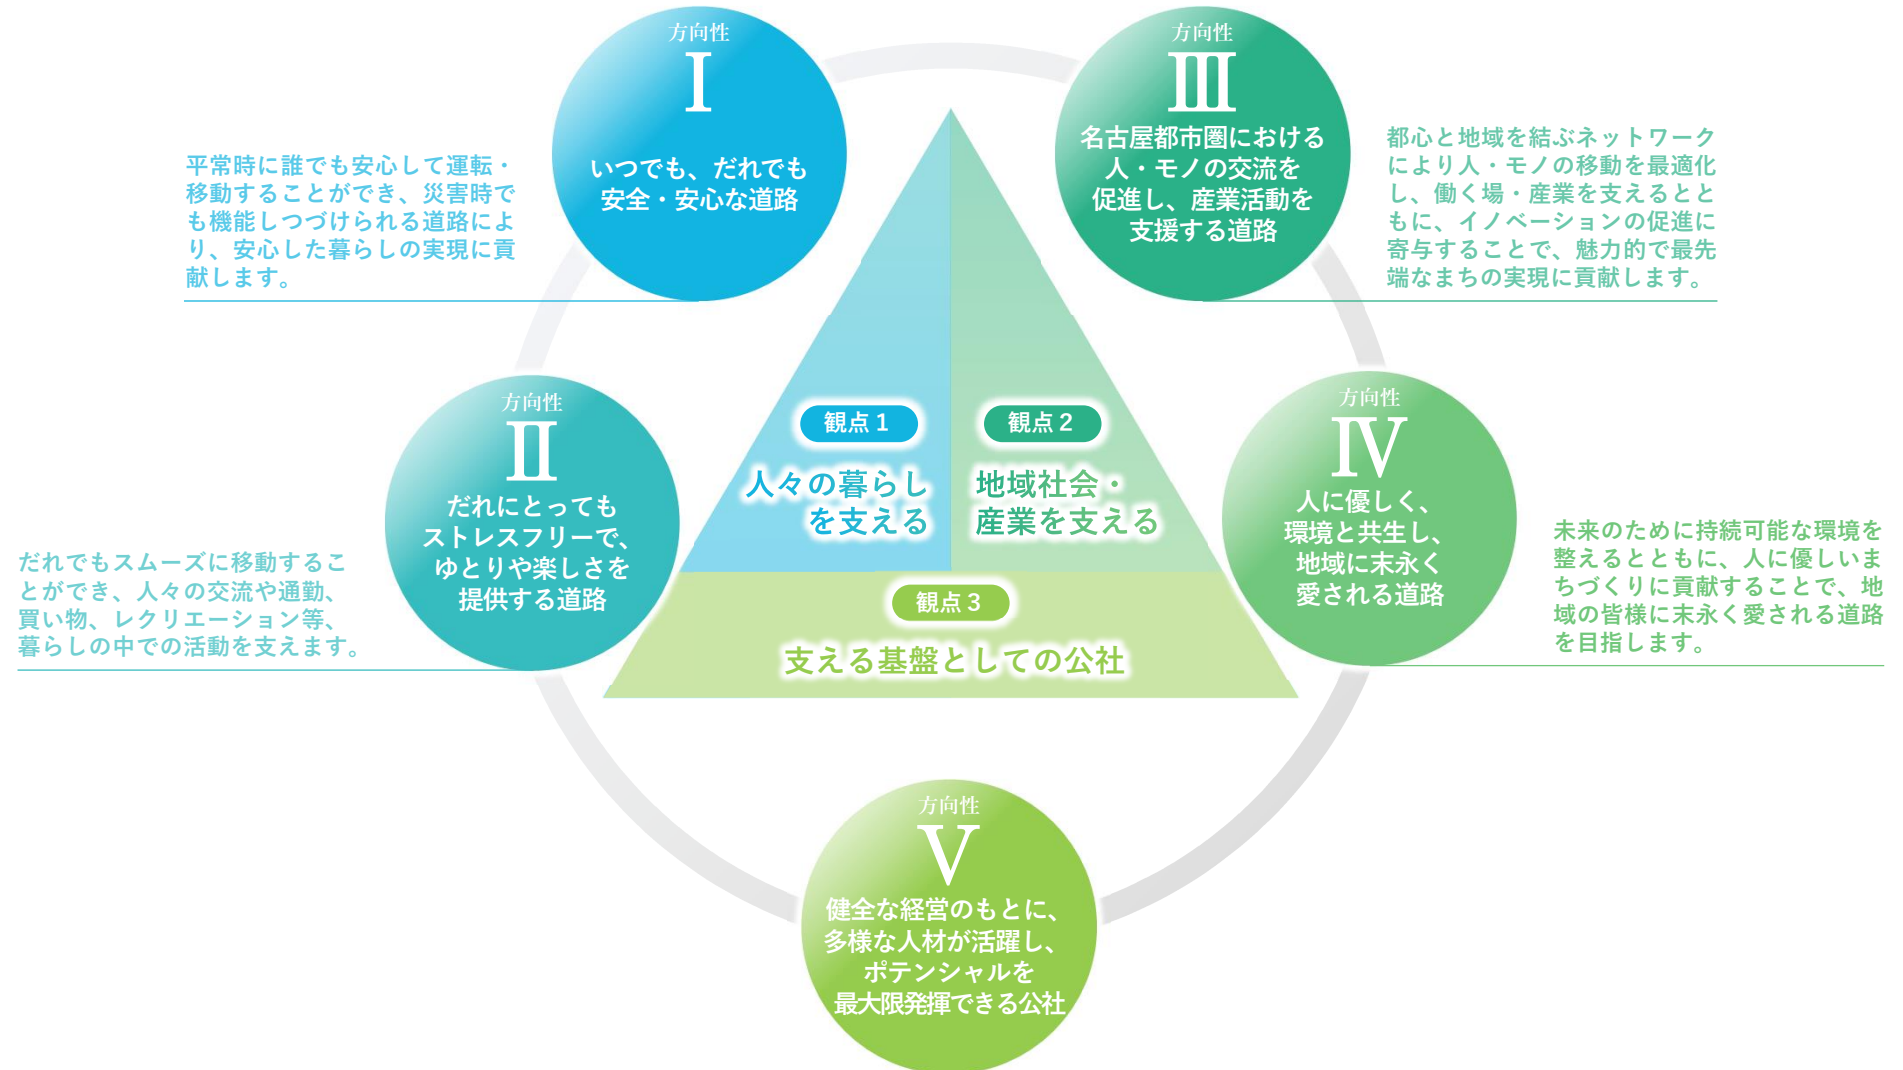 方向性
Ⅰ
いつでも、だれでも
安全・安心な道路
平常時に誰でも安心して運転・
移動することができ、災害時で
も機能しつづけられる道路によ
り、安心した暮らしの実現に貢
献します。
方向性
Ⅲ
名古屋都市圏における
人・モノの交流を
促進し、産業活動を
支援する道路
都心と地域を結ぶネットワーク
により人・モノの移動を最適化
し、働く場・産業を支えるとと
もに、イノベーションの促進に
寄与することで、魅力的で最先
端なまちの実現に貢献します。
方向性
Ⅱ
だれにとっても
ストレスフリーで、
ゆとりや楽しさを
提供する道路
だれでもスムーズに移動するこ
とができ、人々の交流や通勤、
買い物、レクリエーション等、
暮らしの中での活動を支えます。
観点１
人々の暮らし
を支える
観点２
地域社会・
産業を支える
観点３
支える基盤としての公社
方向性
Ⅳ
人に優しく、
環境と共生し、
地域に末永く
愛される道路
未来のために持続可能な環境を
整えるとともに、人に優しいま
ちづくりに貢献することで、地
域の皆様に末永く愛される道路
を目指します。
方向性
Ⅴ
健全な経営のもとに、
多様な人材が活躍し、
ポテンシャルを
最大限発揮できる公社